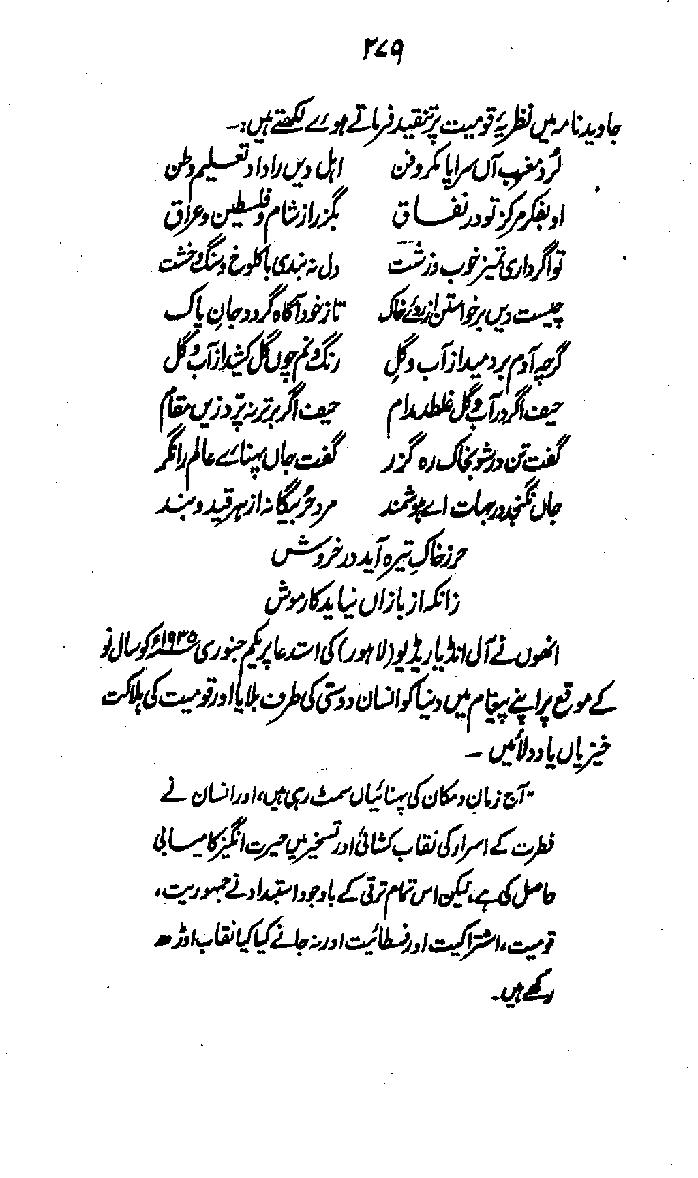 ۲۷۹
جاوید نامہ میں نظریۂ قومیت پر تنقید فرماتے ہوے لکھتے ہیں:۔
لُرد مغرب آں سراپا مکر و فن اہل دیں را داد تعلیم وطن
او بفکر مرکز تو در نفاق بگزر از شام و فلسطین و عراق
تو اگر داری تمیز خوب و زشت دل نہ بندی با کلوخ و سنگ و خشت
چیست دیں برخواستن از روے خاک تا ز خود آگاہ گردد جان پاک
گرچہ آدم بردمید از آب و گِل رنگ و نم چوں گل کشید از آب و گل
حیف اگر در آب و گل غلطد مدام حیف اگر برتر نہ پرد زیں مقام
گفت تن در شو بخاک رہ گزر گفت جاں پہناے عالم را نگر
جاں نگنجد در جہات اے ہوشمند مرد حُر بیگانہ از ہر قید و بند
حر ز خاکِ تیرہ آید در خروش
زانکہ از بازاں نیاید کار موش
انھوں نے آل انڈیا ریڈیو (لاہور) کی استدعا پر یکم جنوری ۱۹۳۵ء کو سال نو
کے موقع پر اپنے پیغام میں دنیا کو انسان دوستی کی طرف بلایا اور قومیت کی ہلاکت
خیزیاں یاد دلائیں ۔
"آج زمان و مکان کی پہنائیاں سمٹ رہی ہیں، اور انسان نے
فطرت کے اسرار کی نقاب کشائی اور تسخیر میں حیرت انگیز کامیابی
حاصل کی ہے، لیکن اس تمام ترقی کے باوجود استبداد نے جمہوریت،
قومیت، اشتراکیت اور فسطائیت اور نہ جانے کیا کیا نقاب اوڑھ
رکھے ہیں۔